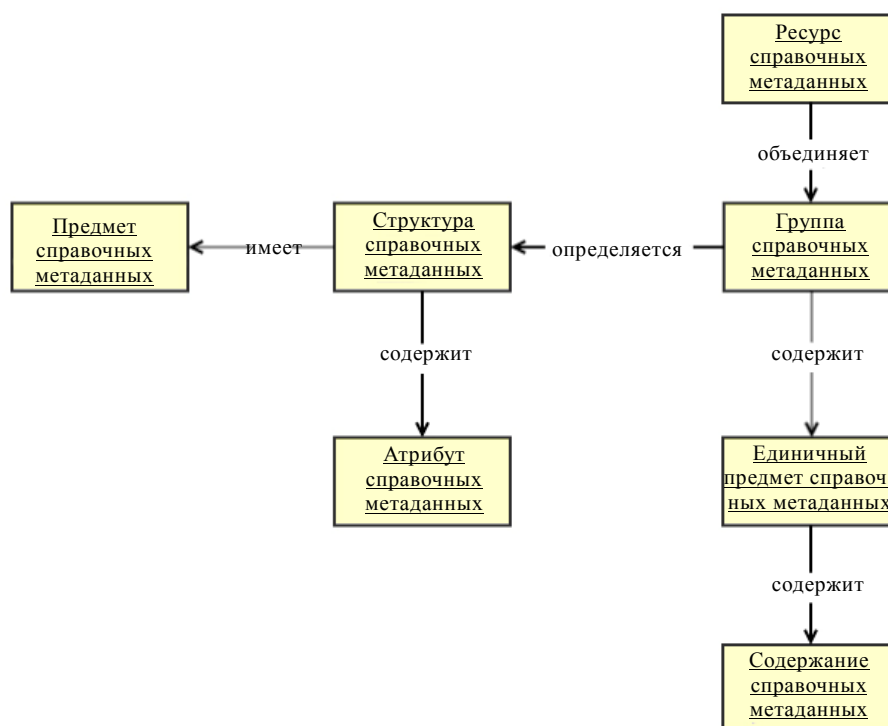 Ресурс
справочных
метаданных
объединяет
Предмет
справочных
метаданных
имеет
Структура
справочных
метаданных
определяется
Группа
справочных
метаданных
содержит
содержит
Атрибут
справочных
метаданных
Единичный
предмет справоч-
ных метаданных
содержит
Содержание
справочных
метаданных